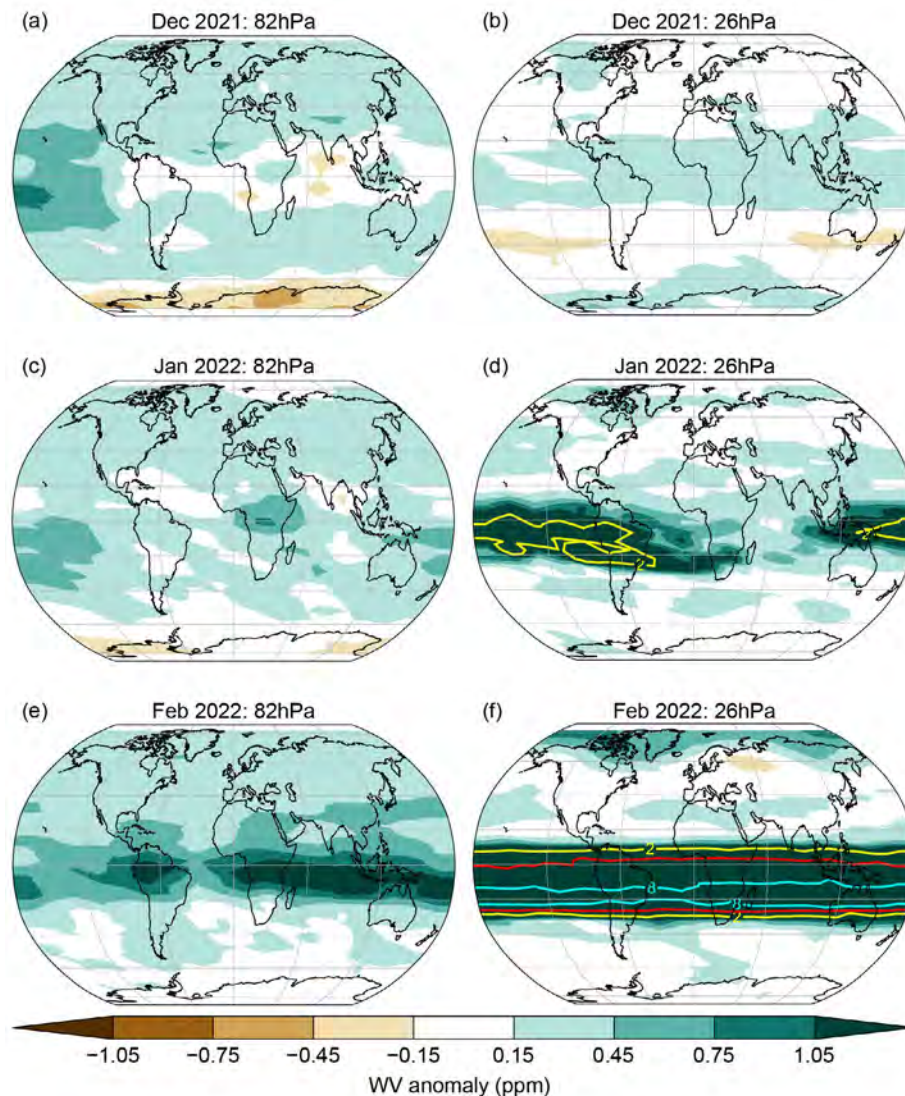 (a) Dec 2021: 82hPa
(b) Dec 2021: 26hPa
(c) Jan 2022: 82hPa
(d) Jan 2022: 26hPa
2
2
(e) Feb 2022: 82hPa
(f) Feb 2022: 26hPa
2
8
8
2
−1.05 −0.75 −0.45 −0.15 0.15 0.45 0.75 1.05
WV anomaly (ppm)